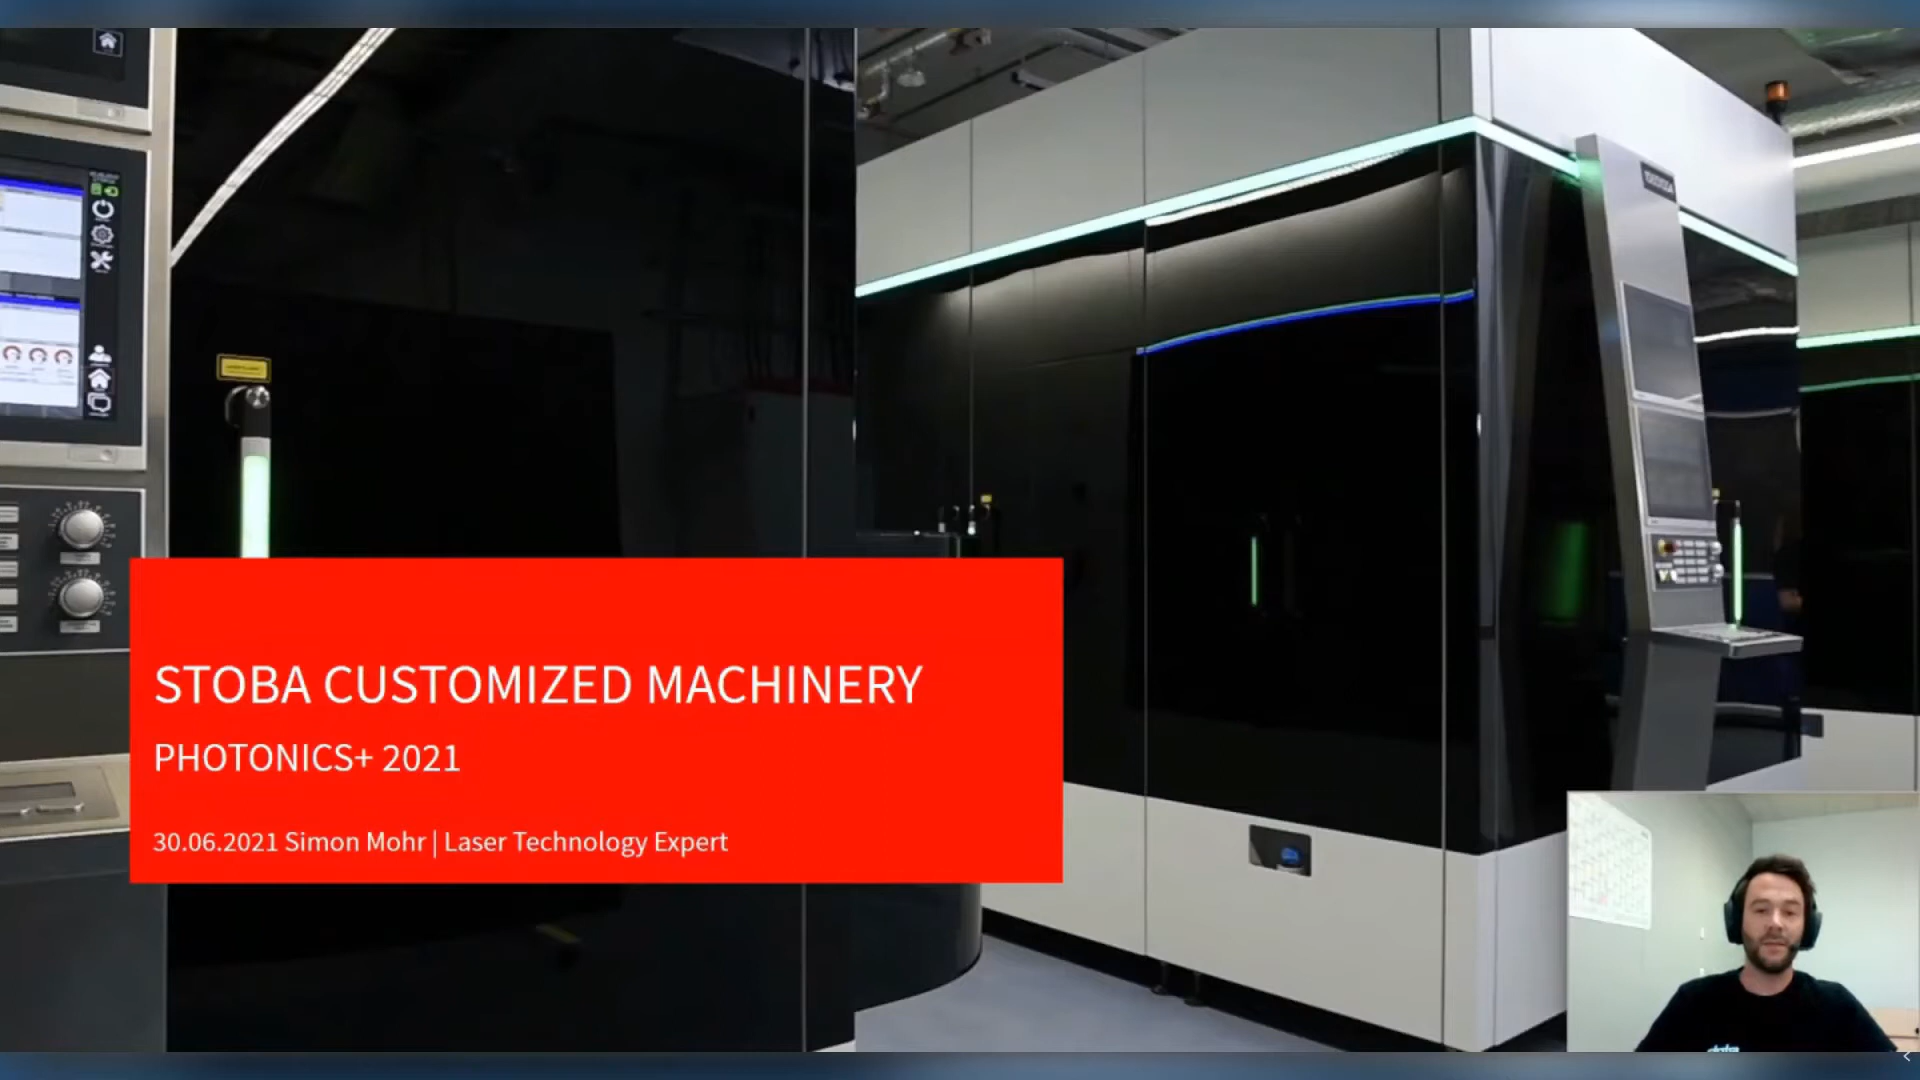 STOBA CUSTOMIZED MACHINERY
PHOTONICS+ 2021
30.06.2021 Simon Mohr | Laser Technology Expert